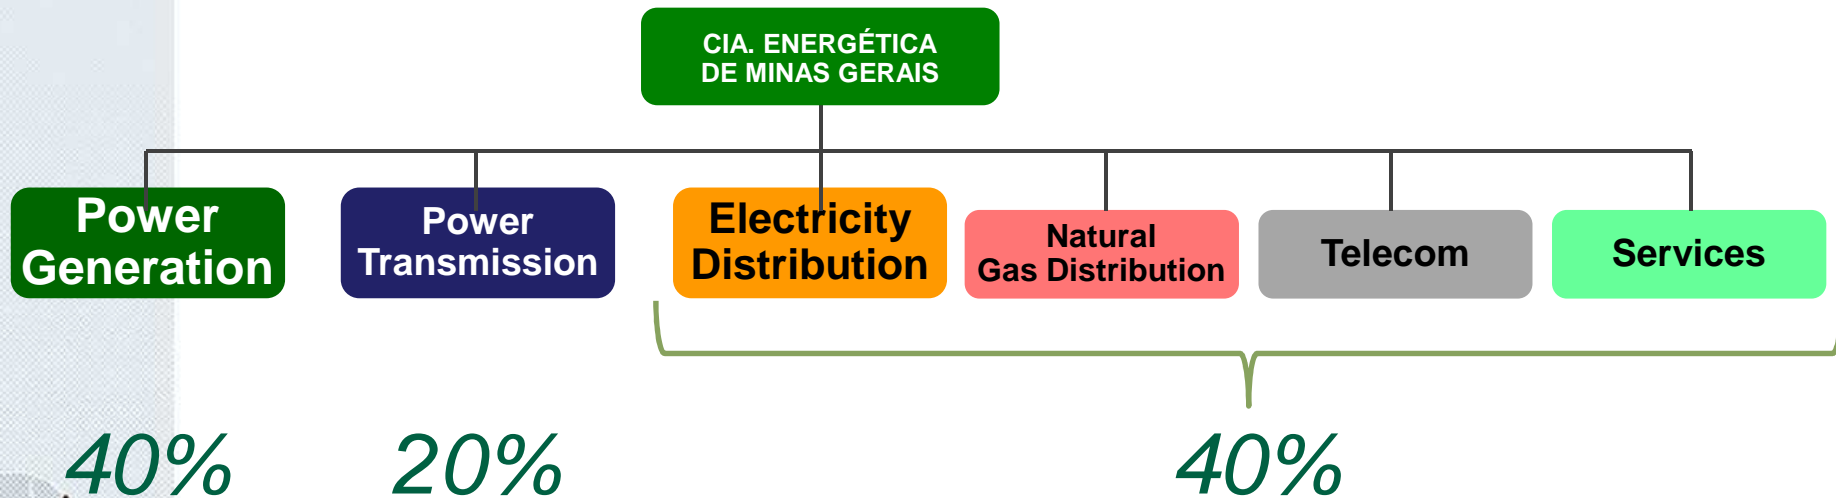 CIA. ENERGÉTICA
DE MINAS GERAIS
Power
Generation
Power
Transmission
Electricity
Distribution
Natural
Gas Distribution
Telecom
Services
40%
20%
40%